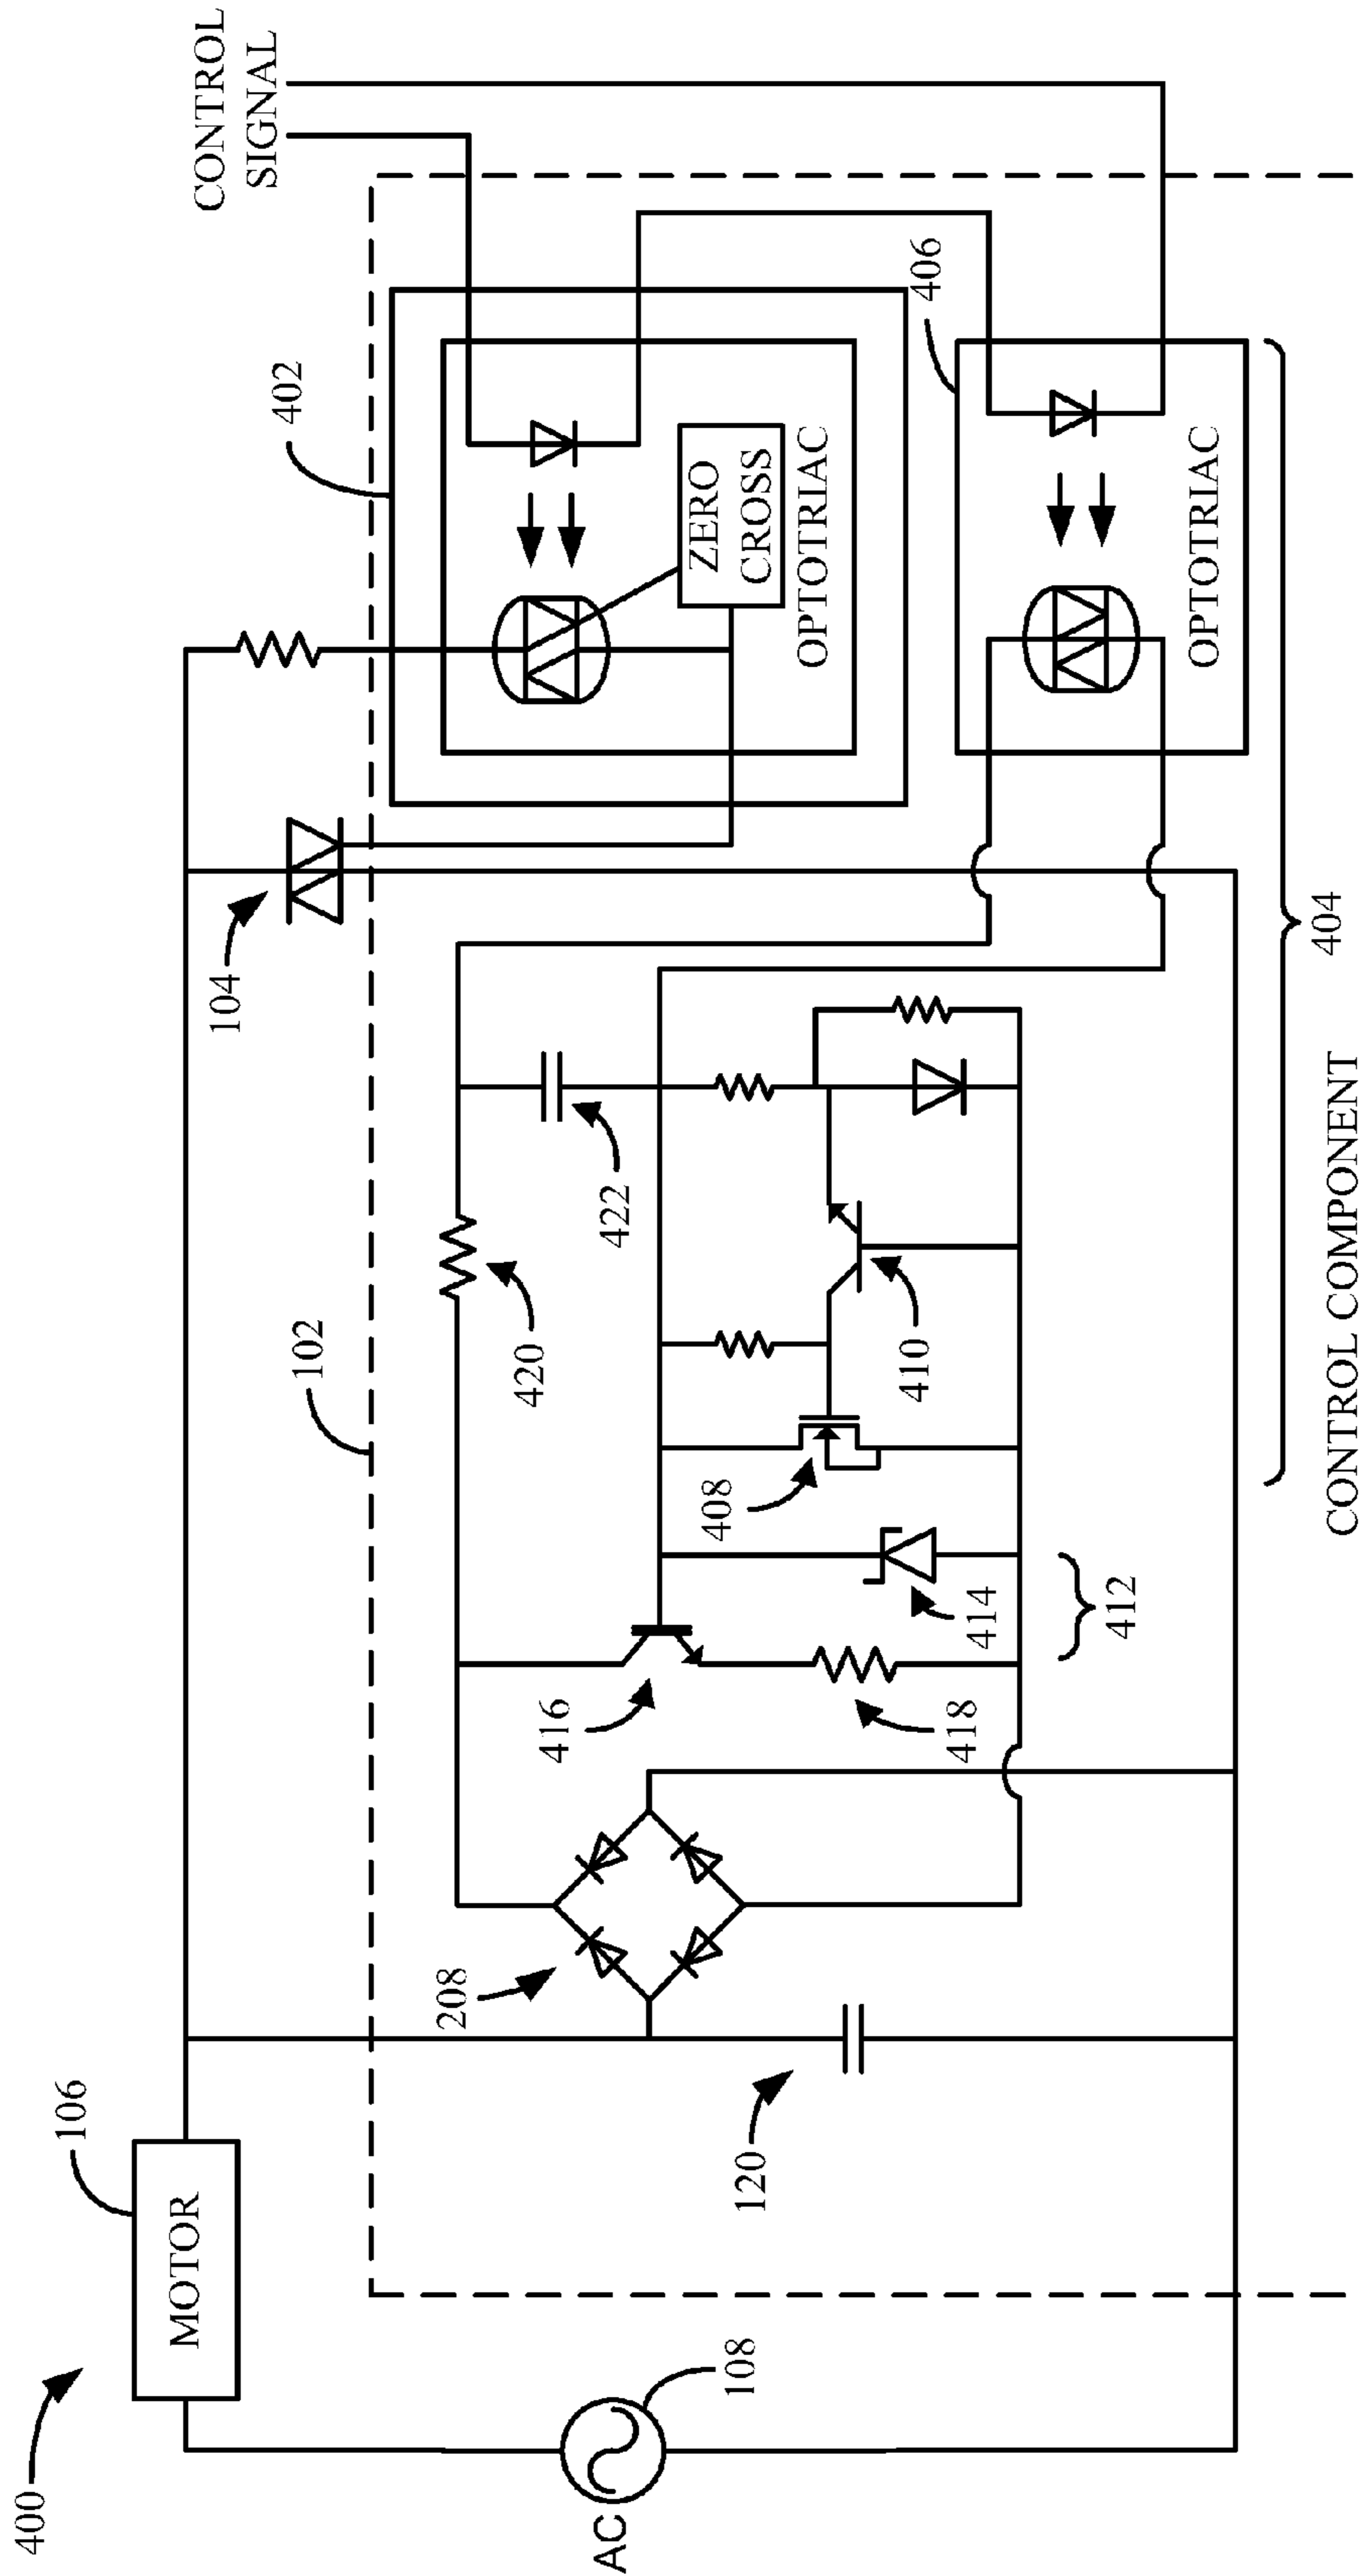 400
MOTOR
106
AC
108
102
104
CONTROL
SIGNAL
402
ZERO
CROSS
OPTOTRIAC
406
OPTOTRIAC
208
120
420
422
416
418
414
412
408
410
404
CONTROL COMPONENT